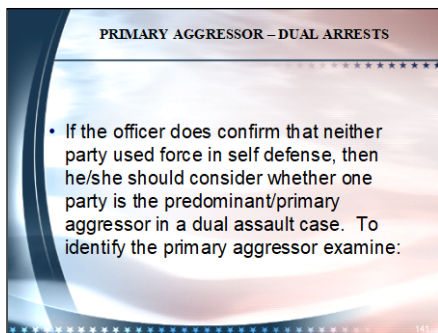 PRIMARY AGGRESSOR – DUAL ARRESTS
• If the officer does confirm that neither
party used force in self defense, then
he/she should consider whether one
party is the predominant/primary
aggressor in a dual assault case. To
identify the primary aggressor examine:
145